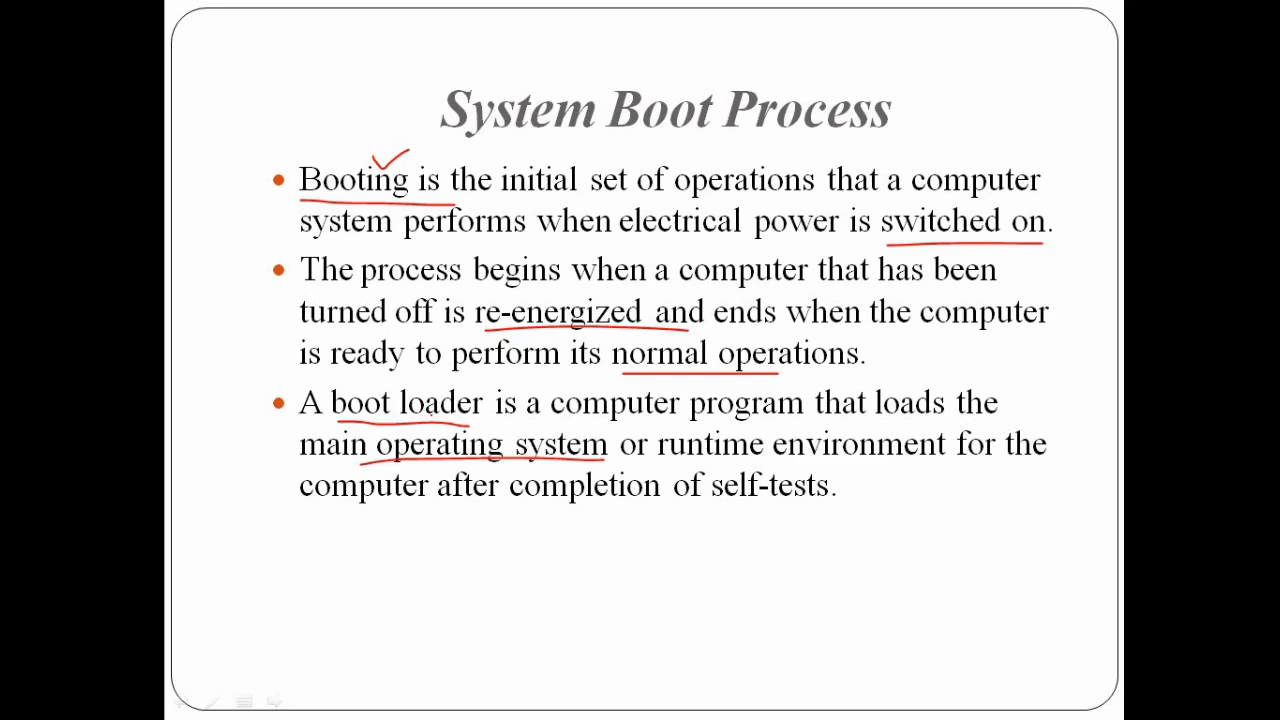 System Boot Process
Booting is the initial set of operations that a computer
system performs when electrical power is switched on.
The process begins when a computer that has been
turned off is re-energized and ends when the computer
is ready to perform its normal operations.
A boot loader is a computer program that loads the
main operating system or runtime environment for the
computer after completion of self-tests.